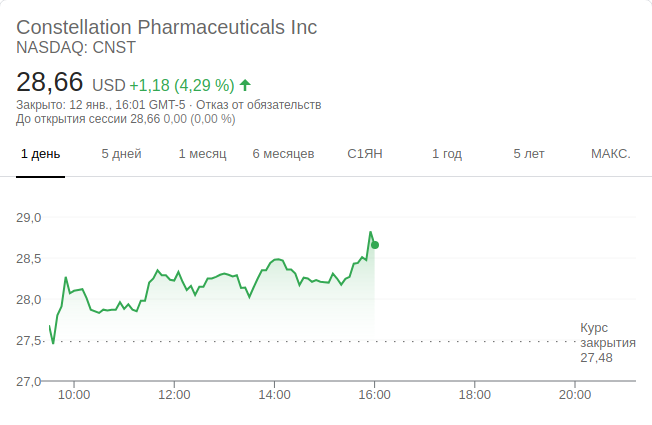 Constellation Pharmaceuticals Inc
NASDAQ: CNST
28,66 USD +1,18 (4,29 %)
Закрыто: 12 янв., 16:01 GMT-5 · Отказ от обязательств
До открытия сессии 28,66 0,00 (0,00 %)
1 день 5 дней 1 месяц 6 месяцев С1ЯН 1 год 5 лет МАКС.
29,0
28,5
28,0
27,5
27,0
Курс
закрытия
27,48
10:00 12:00 14:00 16:00 18:00 20:00